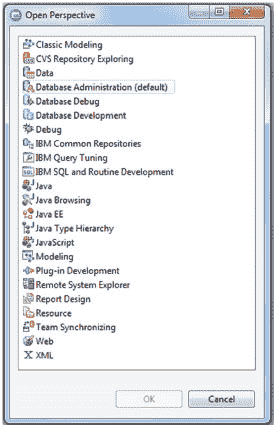 Open Perspective
Classic Modeling
CVS Repository Exploring
Data
Database Administration (default)
Database Debug
Database Development
Debug
IBM Common Repositories
IBM Query Tuning
IBM SQL and Routine Development
Java
Java Browsing
Java EE
Java Type Hierarchy
JavaScript
Modeling
Plug-in Development
Remote System Explorer
Report Design
Resource
Team Synchronizing
Web
XML
OK
Cancel